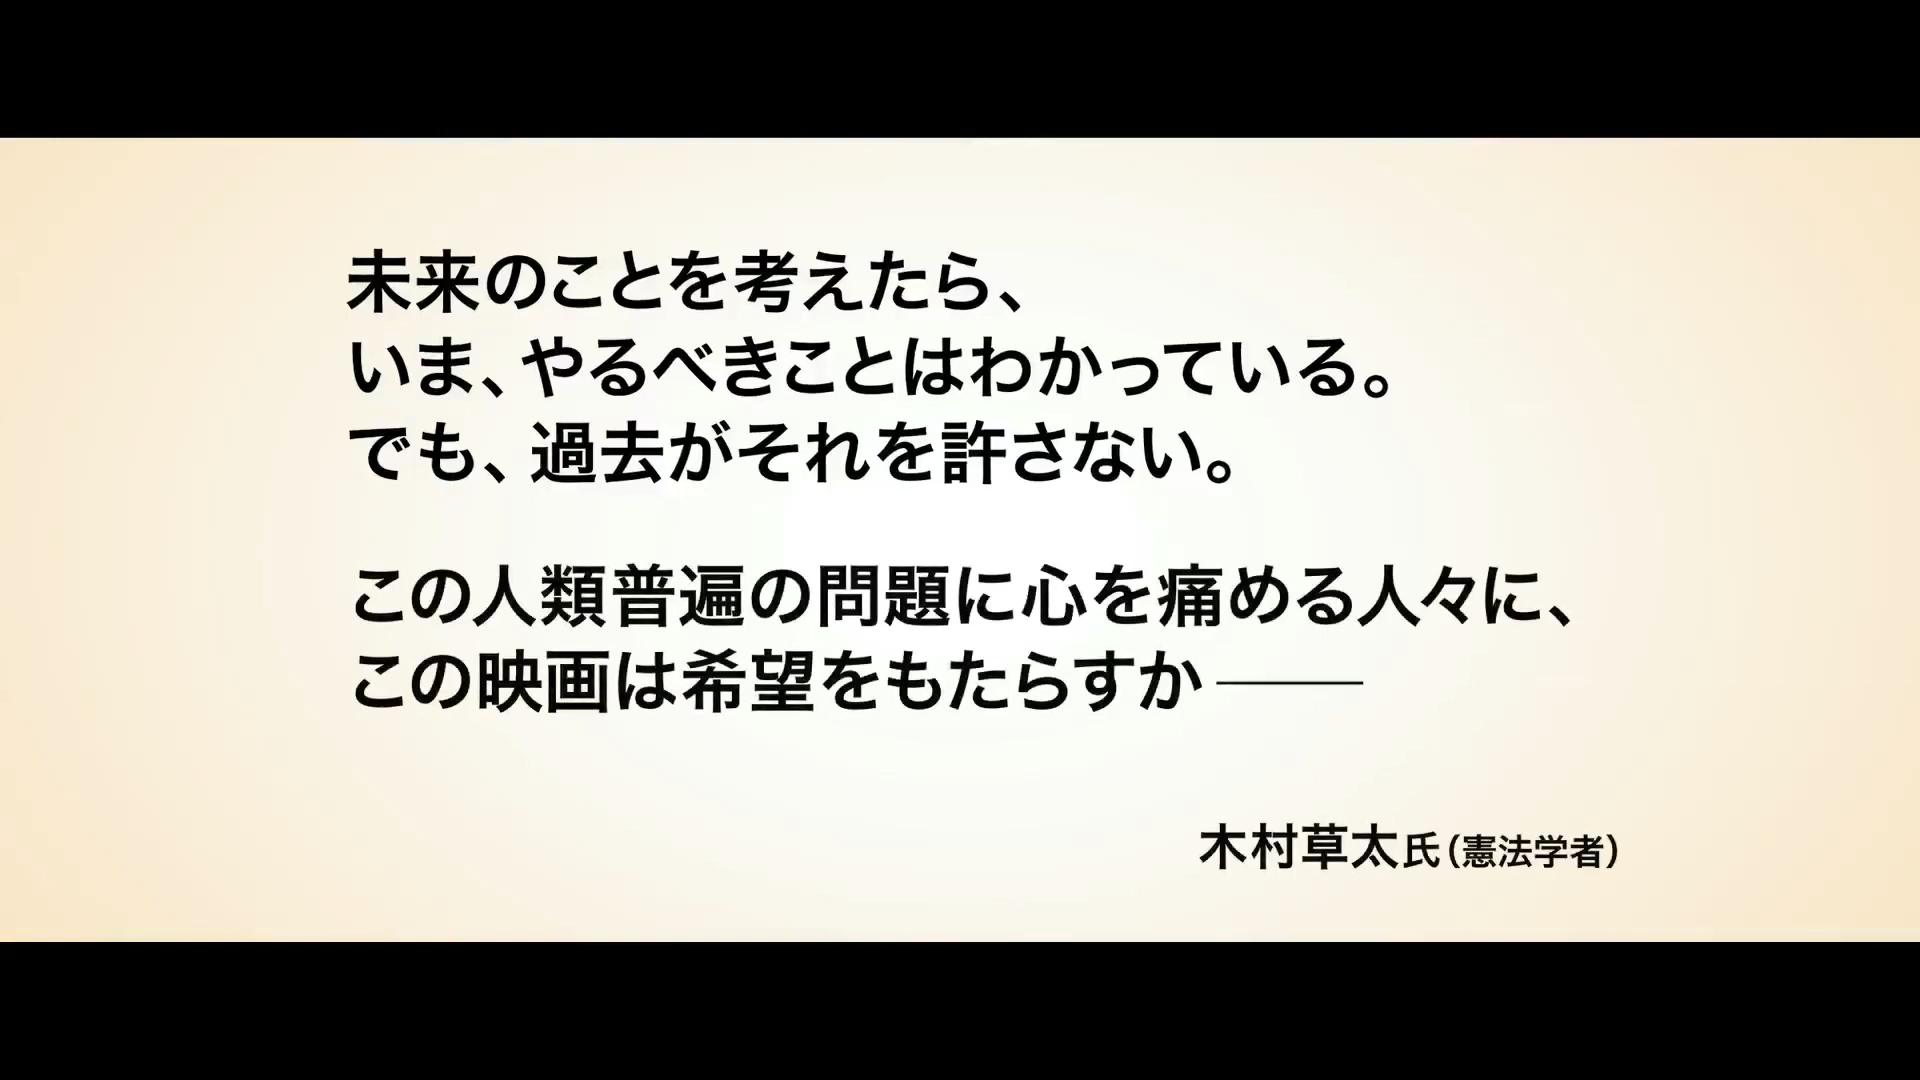 未来のことを考えたら、
いま、やるべきことはわかっている。
でも、過去がそれを許さない。
この人類普遍の問題に心を痛める人々に、
この映画は希望をもたらすか――
木村草太氏（憲法学者）